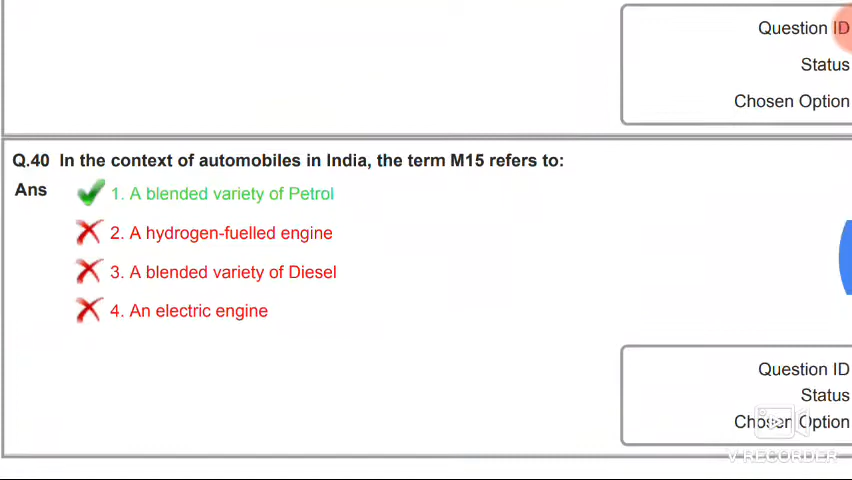 Question ID
Status
Chosen Option
Q.40 In the context of automobiles in India, the term M15 refers to:
Ans
1. A blended variety of Petrol
2. A hydrogen-fuelled engine
3. A blended variety of Diesel
4. An electric engine
Question ID
Status
Chosen Option
V RECORDER